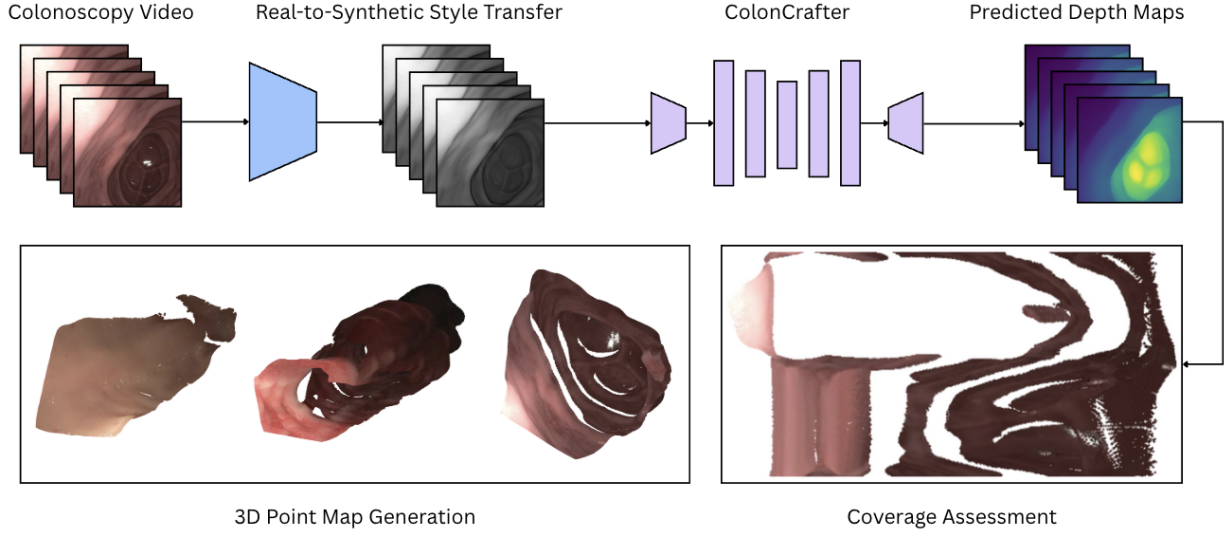 Colonoscopy Video
Real-to-Synthetic Style Transfer
ColonCrafter
Predicted Depth Maps
3D Point Map Generation
Coverage Assessment